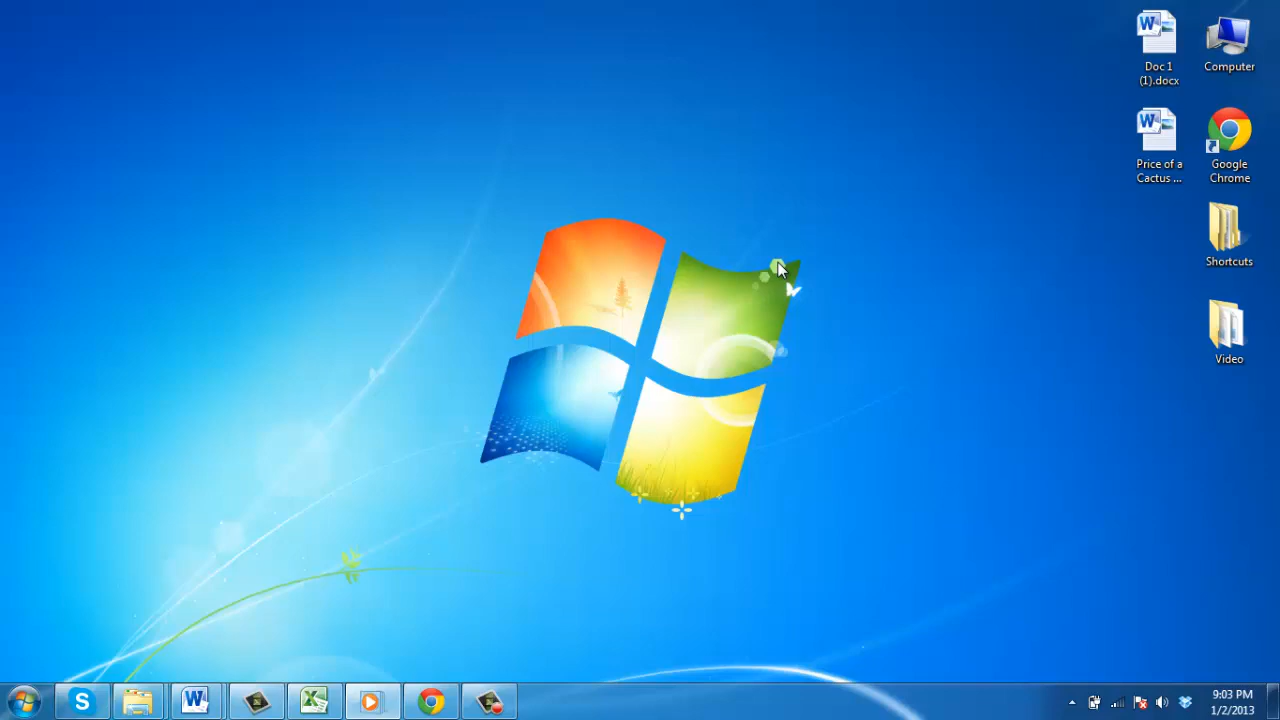 Doc 1
(1).docx
Computer
Price of a
Cactus ...
Google
Chrome
Shortcuts
Video
9:03 PM
1/2/2013